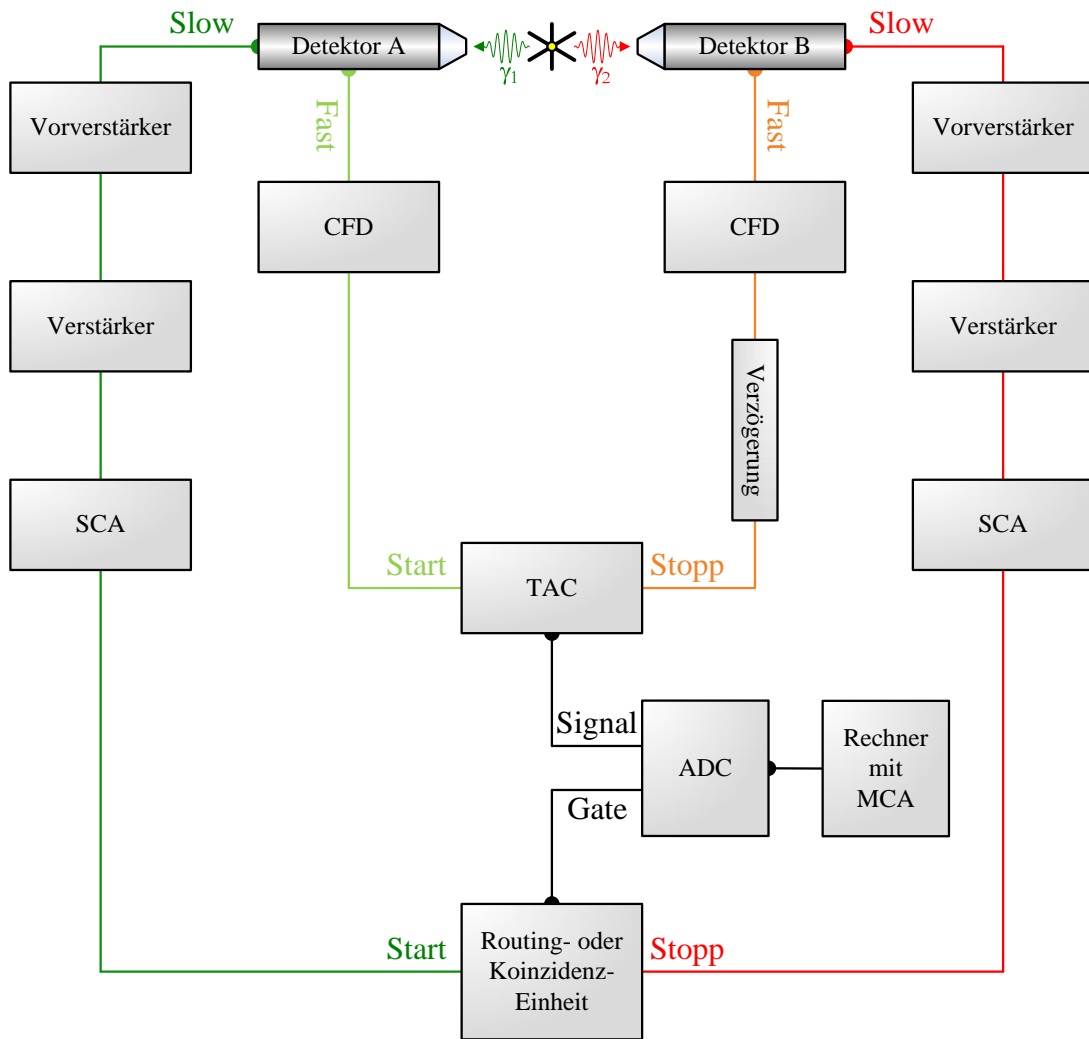 Slow
Detektor A
γ1
γ2
Detektor B
Slow
Vorverstärker
Fast
Fast
Vorverstärker
CFD
CFD
Verstärker
Verzögerung
Verstärker
SCA
SCA
Start
TAC
Stopp
Signal
ADC
Rechner
mit
MCA
Gate
Start
Routing- oder
Koinzidenz-
Einheit
Stopp